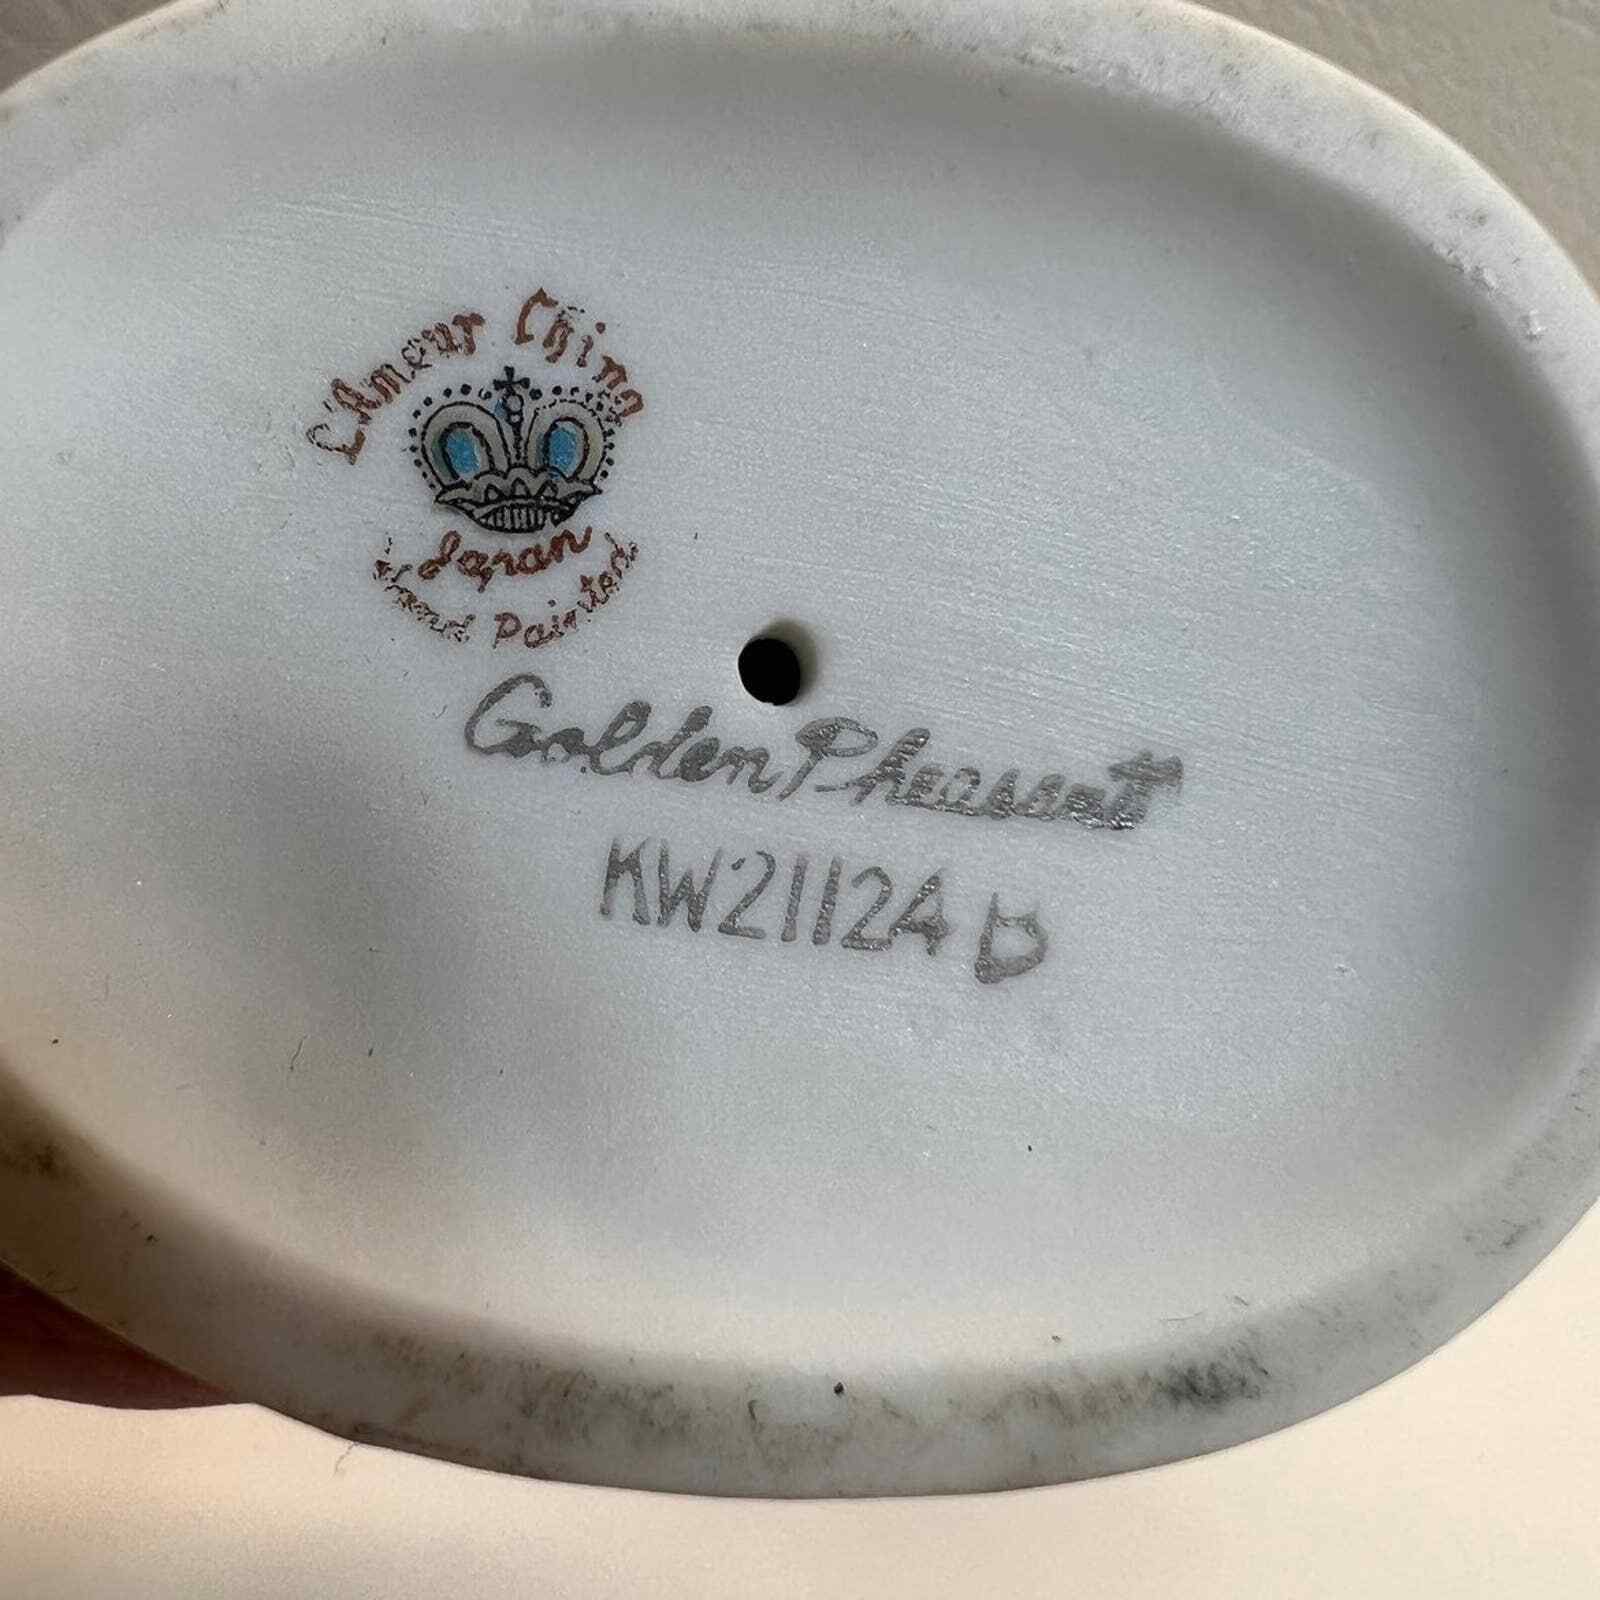 L'Amour China
Japan
Hand Painted
Golden Pheasant
KW2112A D